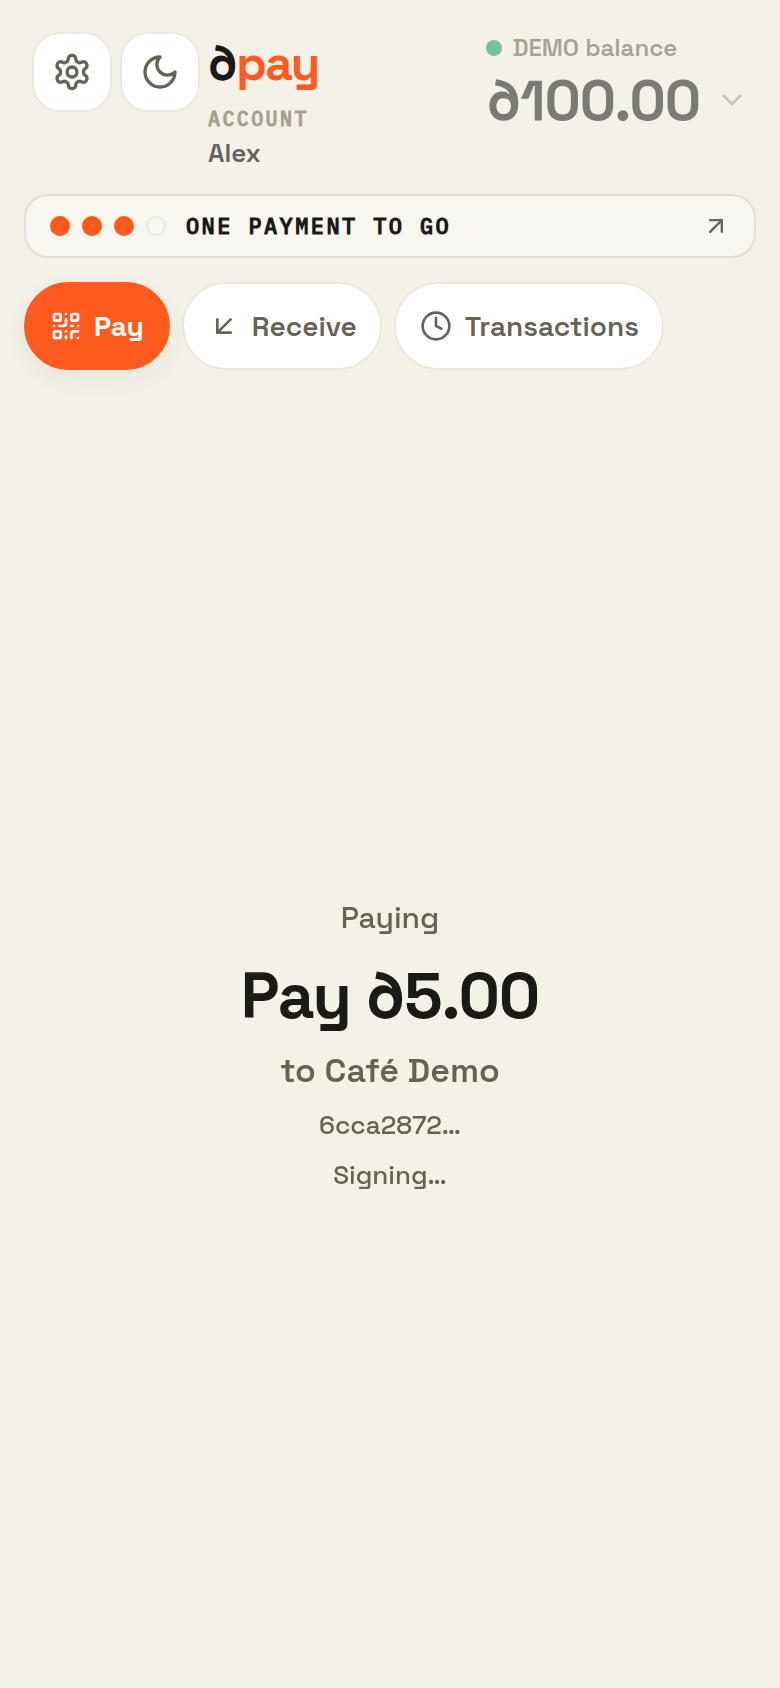 ∂pay
ACCOUNT
Alex
DEMO balance
∂100.00
ONE PAYMENT TO GO
Pay
Receive
Transactions
Paying
Pay ∂5.00
to Café Demo
6cca2872…
Signing…